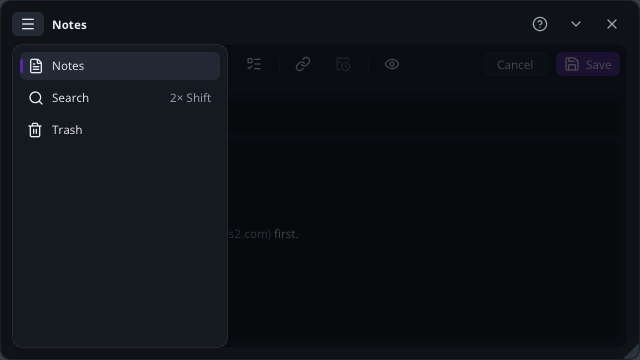 Notes
Notes
Cancel
Save
Search
2× Shift
Trash
s2.com) first.